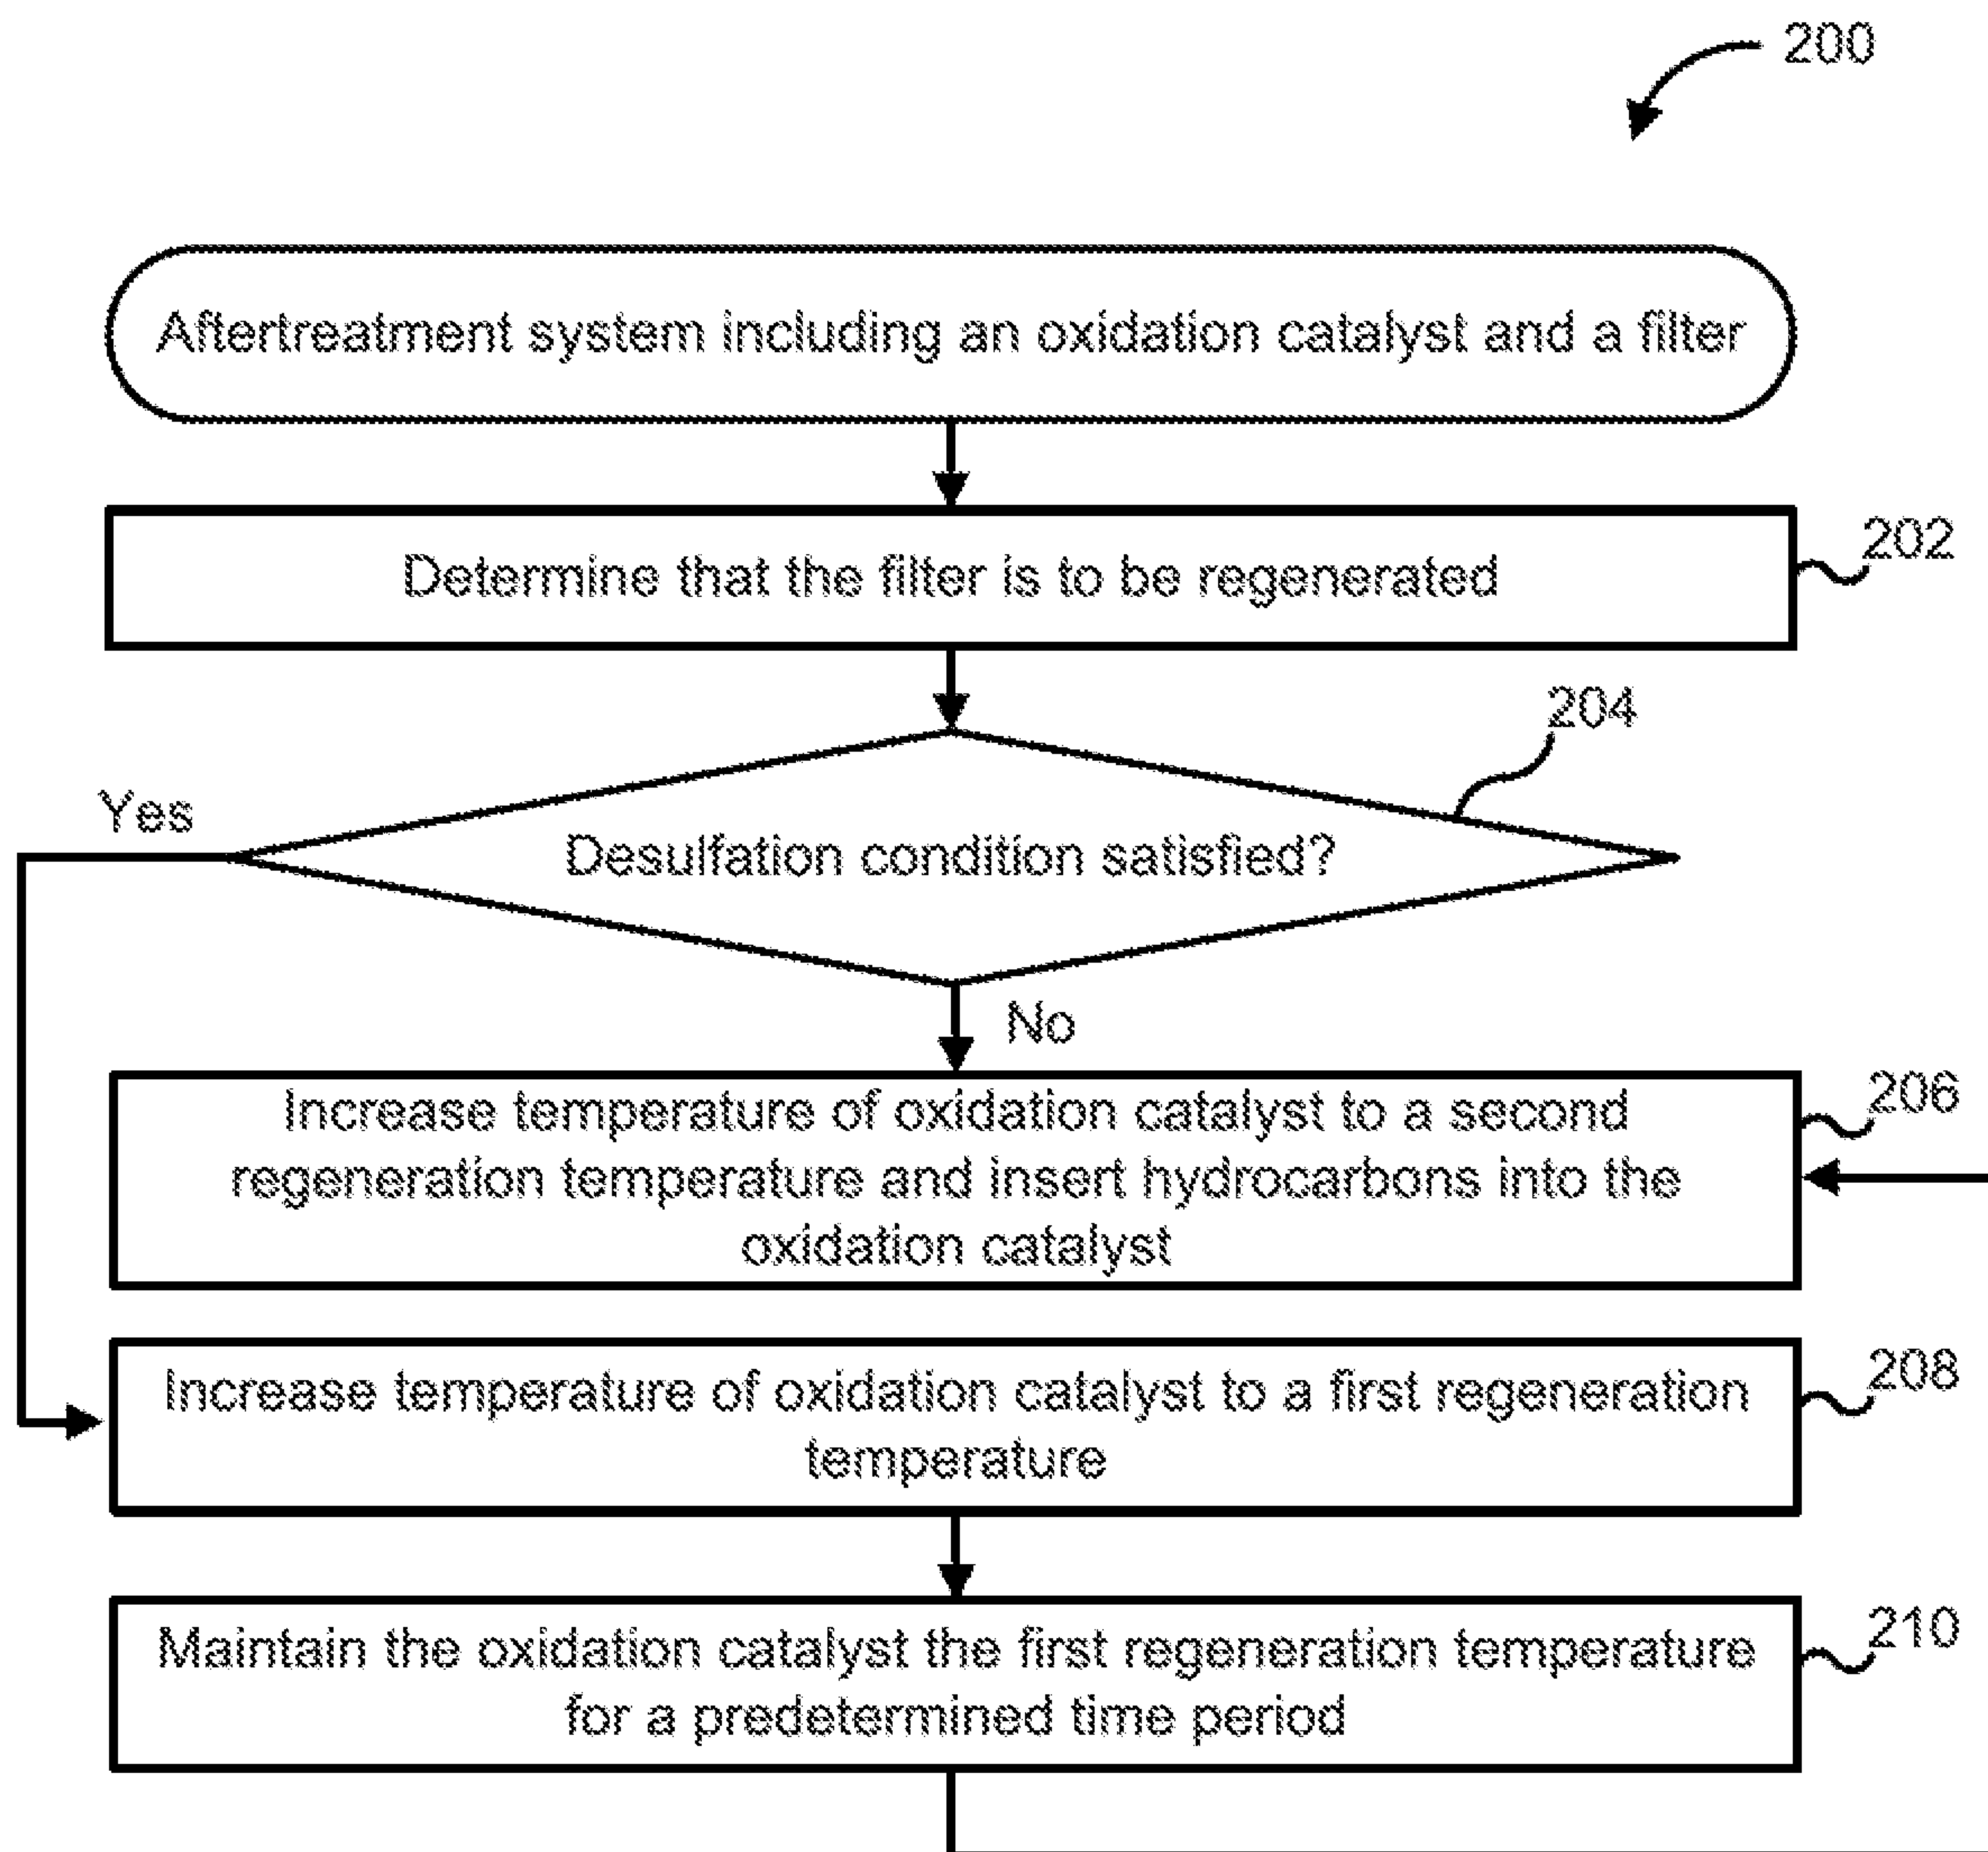 200
Aftertreatment system including an oxidation catalyst and a filter
Determine that the filter is to be regenerated
202
204
Yes
Desulfation condition satisfied?
No
Increase temperature of oxidation catalyst to a second
regeneration temperature and insert hydrocarbons into the
oxidation catalyst
206
Increase temperature of oxidation catalyst to a first regeneration
temperature
208
Maintain the oxidation catalyst the first regeneration temperature
for a predetermined time period
210